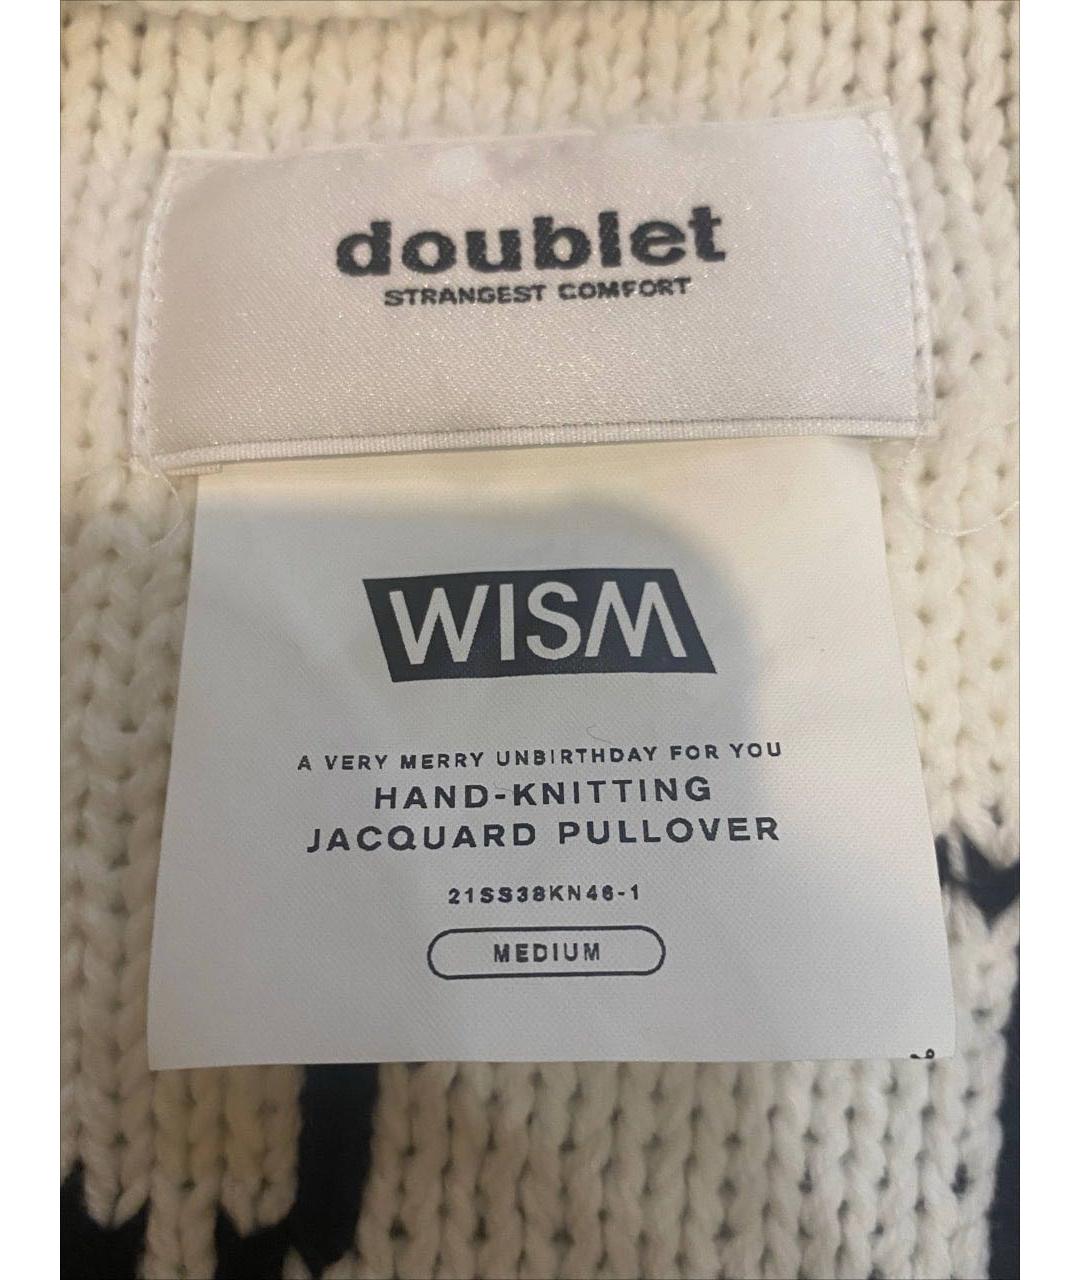 doublet
STRANGEST COMFORT
WISM
A VERY MERRY UNBIRTHDAY FOR YOU
HAND-KNITTING
JACQUARD PULLOVER
21SS38KN46-1
MEDIUM